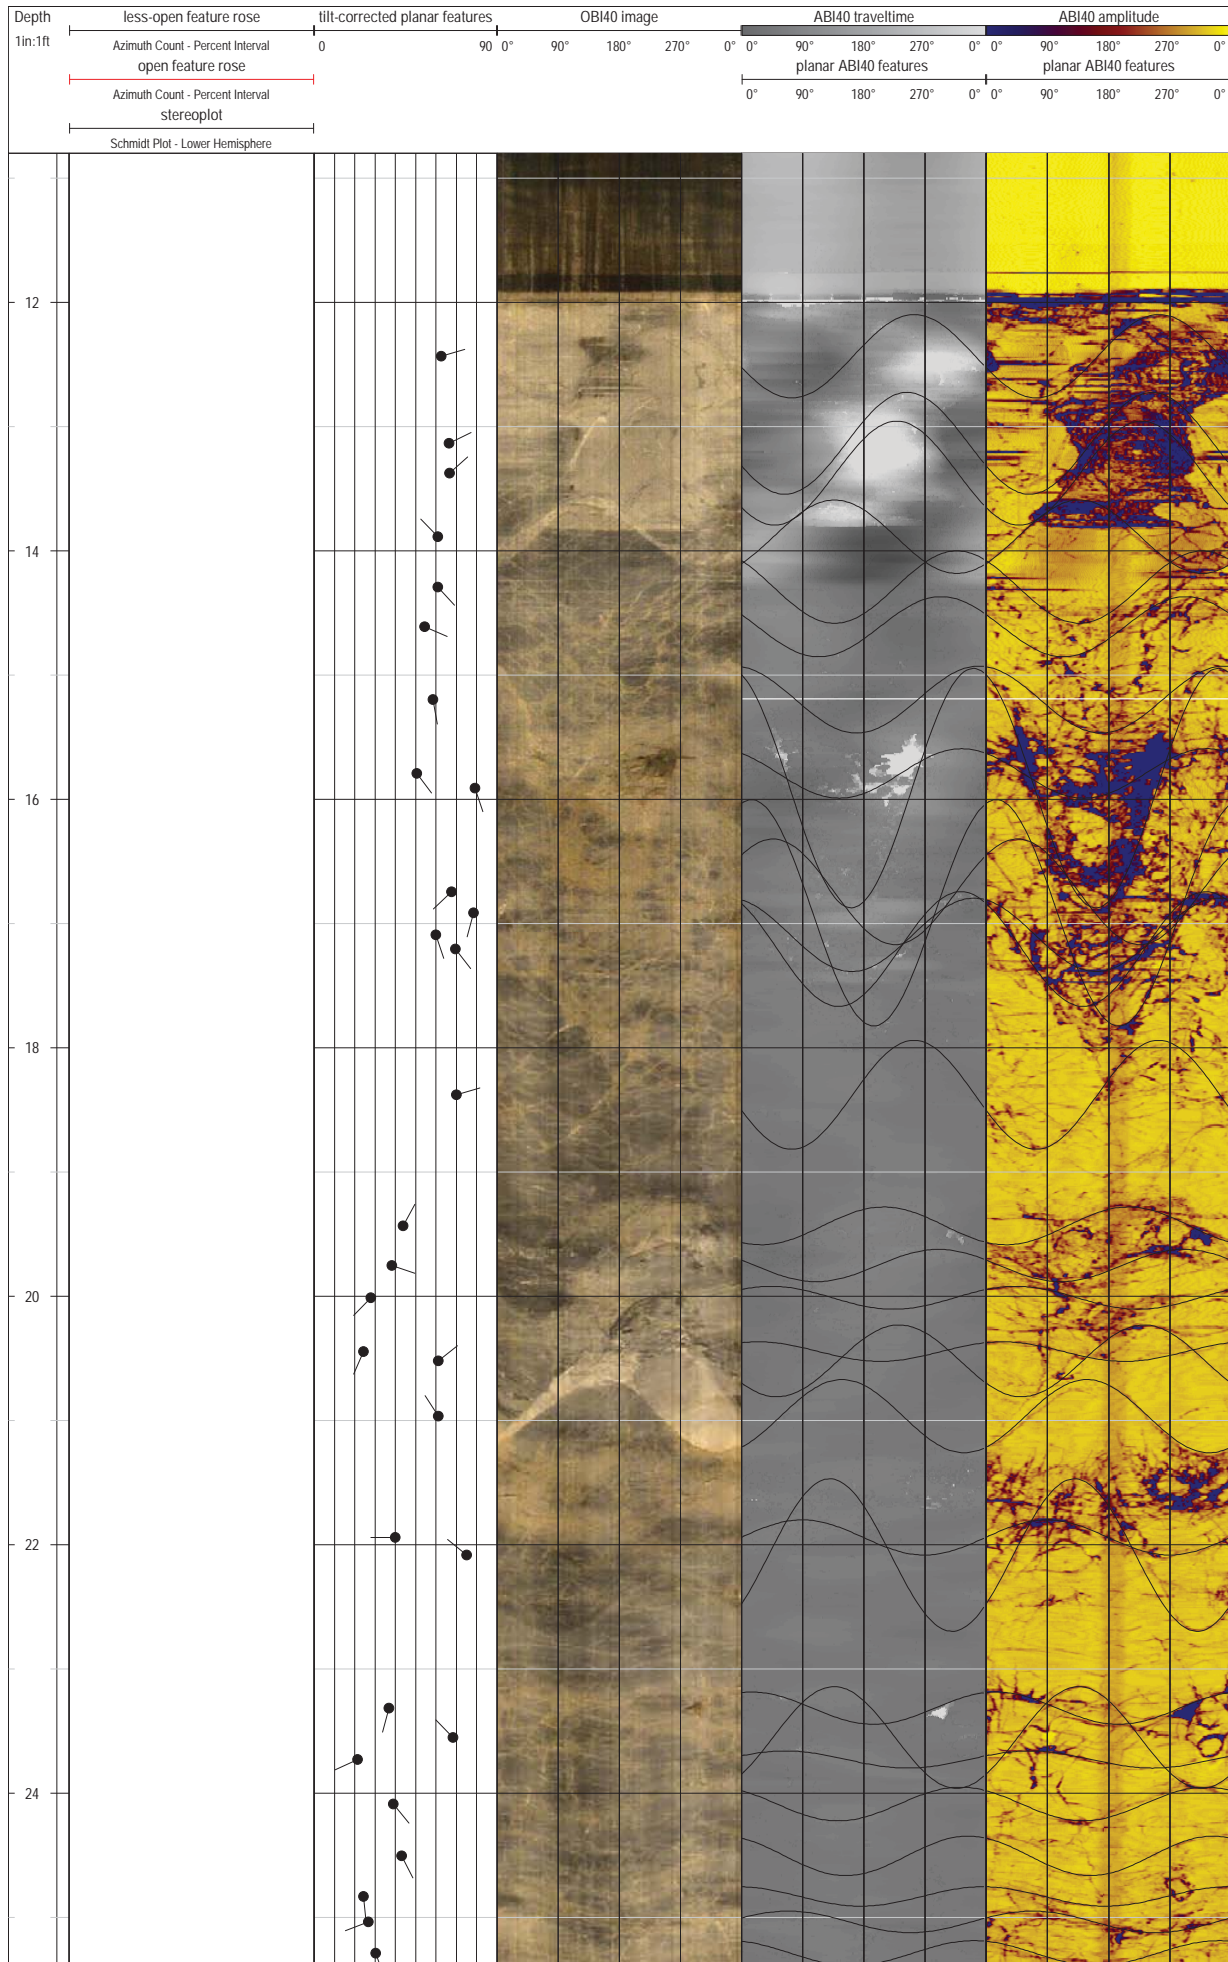 Depth less-open feature rose tilt-corrected planar features OBI40 image ABI40 traveltime ABI40 amplitude
1in:1ft Azimuth Count - Percent Interval 0 90 0° 90° 180° 270° 0° 0° 90° 180° 270° 0° 0° 90° 180° 270° 0°
open feature rose planar ABI40 features planar ABI40 features
Azimuth Count - Percent Interval 0° 90° 180° 270° 0° 0° 90° 180° 270° 0°
stereoplot
Schmidt Plot - Lower Hemisphere
12
14
16
18
20
22
24